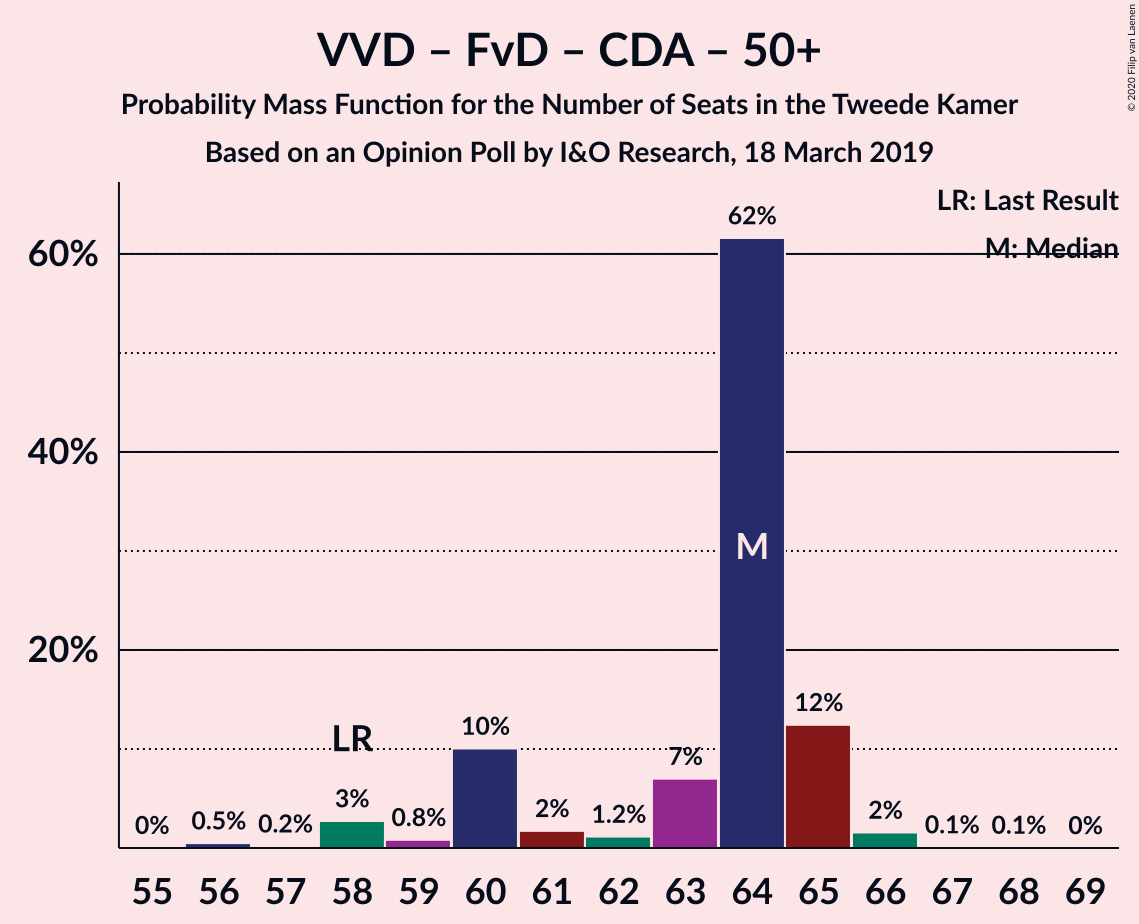 VVD – FvD – CDA – 50+
Probability Mass Function for the Number of Seats in the Tweede Kamer
Based on an Opinion Poll by I&O Research, 18 March 2019
© 2020 Filip van Laenen
LR: Last Result
M: Median
60%
40%
20%
0%
0.5%
0.2%
3%
LR
0.8%
10%
2%
1.2%
7%
62%
M
12%
2%
0.1%
0.1%
0%
55 56 57 58 59 60 61 62 63 64 65 66 67 68 69